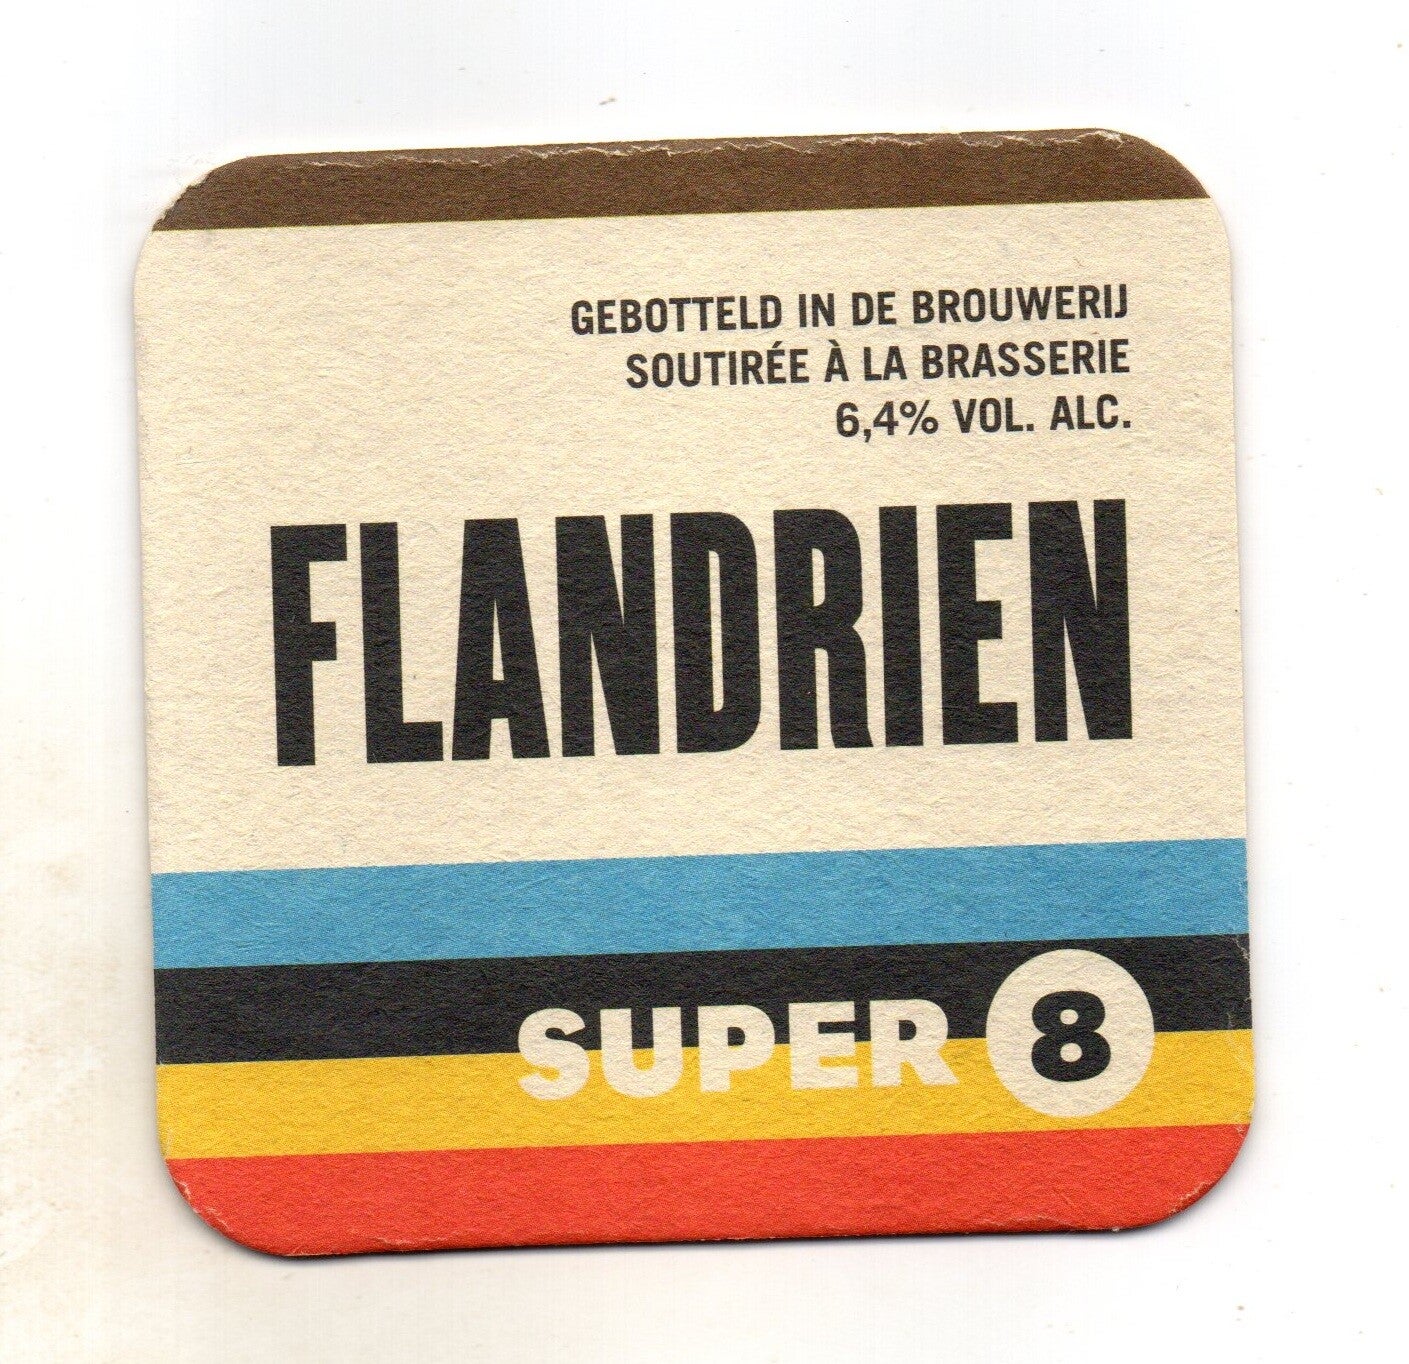 GEBOTTELD IN DE BROUWERIJ
SOUTIRÉE À LA BRASSERIE
6,4% VOL. ALC.
FLANDRIEN
SUPER 8